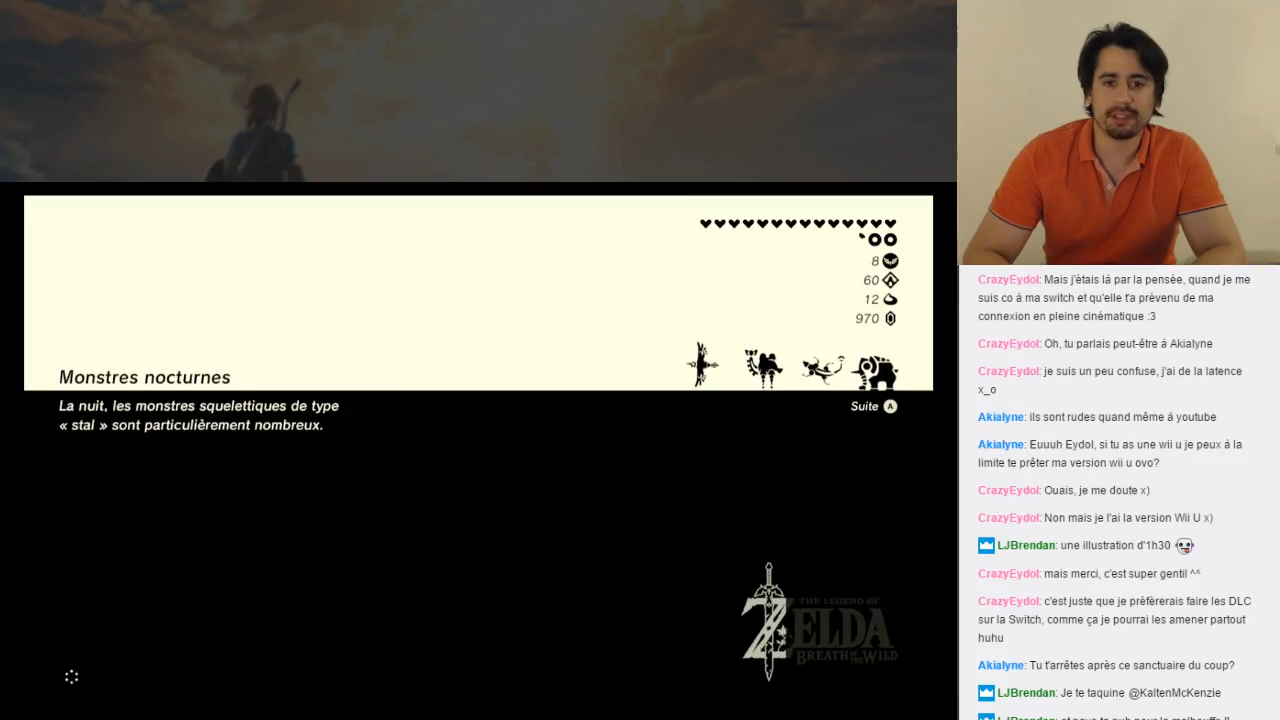 8
60
12
970
Monstres nocturnes
La nuit, les monstres squelettiques de type
« stal » sont particulièrement nombreux.
Suite A
THE LEGEND OF
ZELDA
BREATH OF THE WILD
CrazyEydol: Mais j'étais là par la pensée, quand je me
suis co à ma switch et qu'elle t'a prévenu de ma
connexion en pleine cinématique :3
CrazyEydol: Oh, tu parlais peut-être à Akialyne
CrazyEydol: je suis un peu confuse, j'ai de la latence
x_o
Akialyne: ils sont rudes quand même à youtube
Akialyne: Euuuh Eydol, si tu as une wii u je peux à la
limite te prêter ma version wii u ovo?
CrazyEydol: Ouais, je me doute x)
CrazyEydol: Non mais je l'ai la version Wii U x)
LJBrendan: une illustration d'1h30
CrazyEydol: mais merci, c'est super gentil ^^
CrazyEydol: c'est juste que je préfèrerais faire les DLC
sur la Switch, comme ça je pourrai les amener partout
huhu
Akialyne: Tu t'arrêtes après ce sanctuaire du coup?
LJBrendan: Je te taquine @KaltenMcKenzie